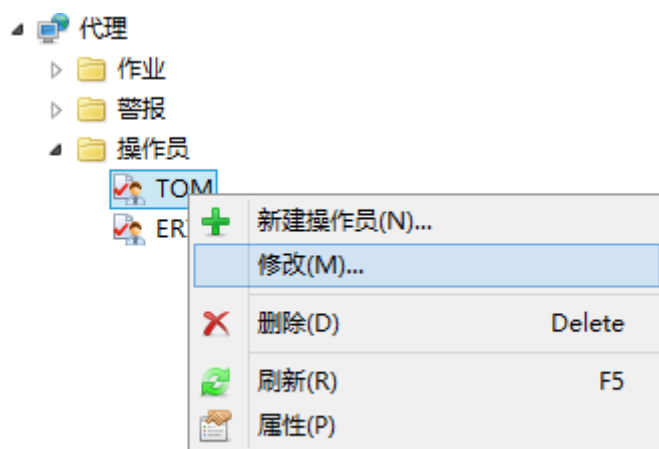 代理
作业
警报
操作员
TOM
新建操作员(N)...
修改(M)...
删除(D) Delete
刷新(R) F5
属性(P)